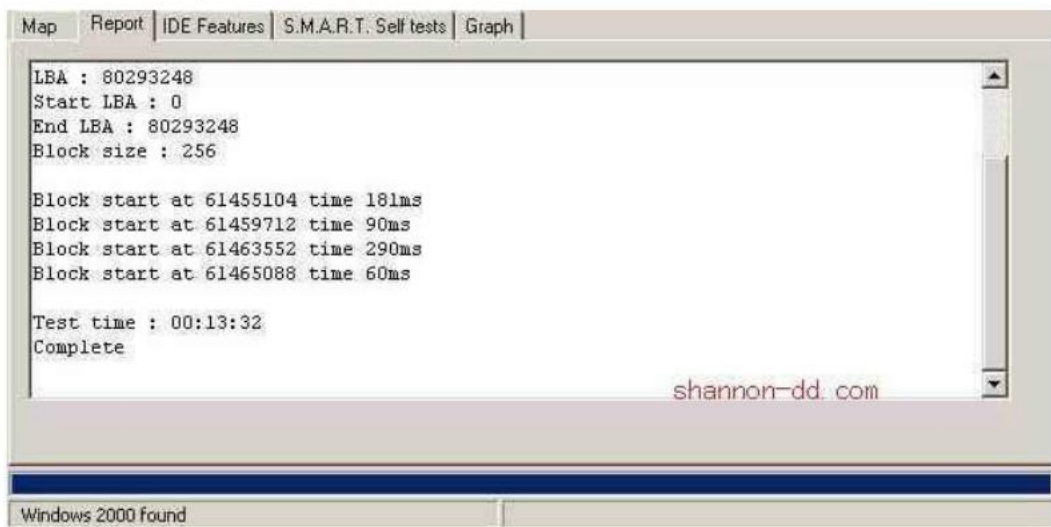 Map
Report
IDE Features
S.M.A.R.T. Self tests
Graph
LBA : 80293248
Start LBA : 0
End LBA : 80293248
Block size : 256
Block start at 61455104 time 181ms
Block start at 61459712 time 90ms
Block start at 61463552 time 290ms
Block start at 61465088 time 60ms
Test time : 00:13:32
Complete
shannon-dd. com
Windows 2000 found